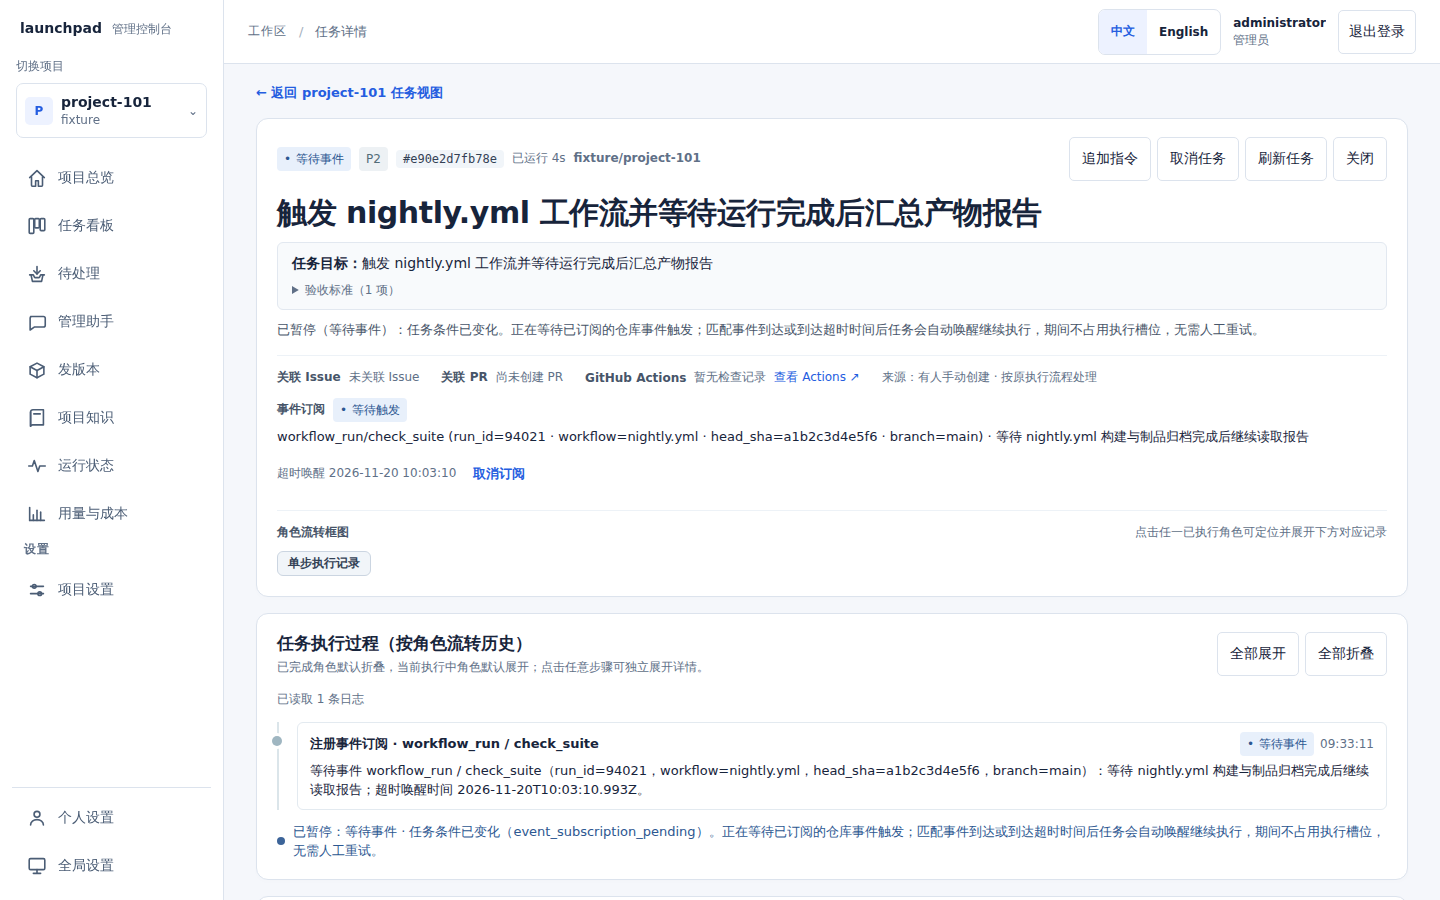 launchpad 管理控制台
切换项目
P
project-101
fixture
项目总览
任务看板
待处理
管理助手
发版本
项目知识
运行状态
用量与成本
设置
项目设置
个人设置
全局设置
工作区 / 任务详情
中文 English
administrator
管理员
退出登录
← 返回 project-101 任务视图
• 等待事件 P2 #e90e2d7fb78e 已运行 4s fixture/project-101
追加指令 取消任务 刷新任务 关闭
触发 nightly.yml 工作流并等待运行完成后汇总产物报告
任务目标：触发 nightly.yml 工作流并等待运行完成后汇总产物报告
▶ 验收标准（1 项）
已暂停（等待事件）：任务条件已变化。正在等待已订阅的仓库事件触发；匹配事件到达或到达超时时间后任务会自动唤醒继续执行，期间不占用执行槽位，无需人工重试。
关联 Issue 未关联 Issue 关联 PR 尚未创建 PR GitHub Actions 暂无检查记录 查看 Actions ↗ 来源：有人手动创建 · 按原执行流程处理
事件订阅 • 等待触发
workflow_run/check_suite (run_id=94021 · workflow=nightly.yml · head_sha=a1b2c3d4e5f6 · branch=main) · 等待 nightly.yml 构建与制品归档完成后继续读取报告
超时唤醒 2026-11-20 10:03:10 取消订阅
角色流转框图 点击任一已执行角色可定位并展开下方对应记录
单步执行记录
任务执行过程（按角色流转历史）
已完成角色默认折叠，当前执行中角色默认展开；点击任意步骤可独立展开详情。
全部展开 全部折叠
已读取 1 条日志
注册事件订阅 · workflow_run / check_suite • 等待事件 09:33:11
等待事件 workflow_run / check_suite（run_id=94021，workflow=nightly.yml，head_sha=a1b2c3d4e5f6，branch=main）：等待 nightly.yml 构建与制品归档完成后继续
读取报告；超时唤醒时间 2026-11-20T10:03:10.993Z。
已暂停：等待事件 · 任务条件已变化（event_subscription_pending）。正在等待已订阅的仓库事件触发；匹配事件到达或到达超时时间后任务会自动唤醒继续执行，期间不占用执行槽位，
无需人工重试。